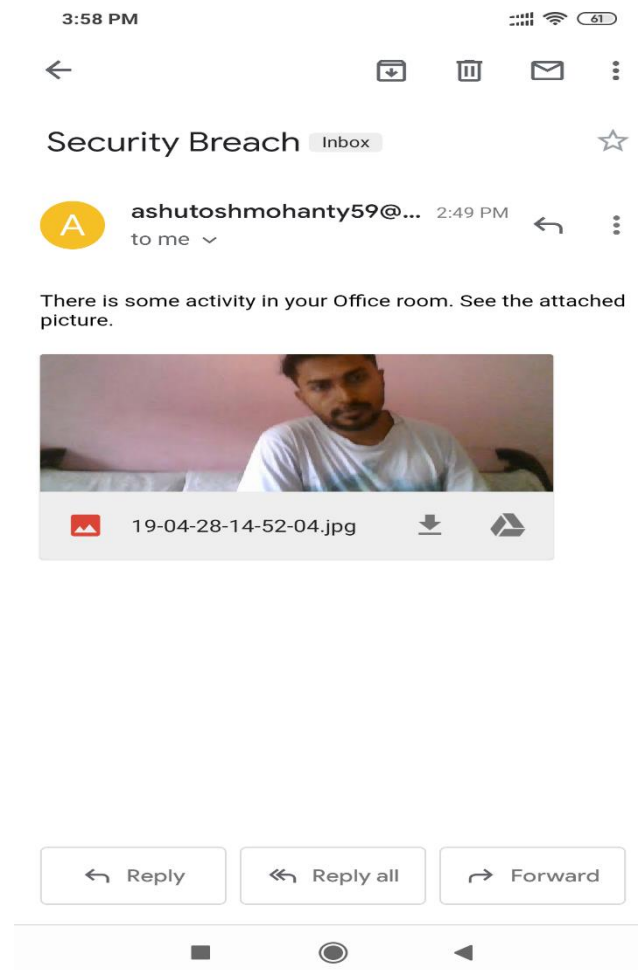 3:58 PM
61
Security Breach Inbox
A
ashutoshmohanty59@... 2:49 PM
to me
There is some activity in your Office room. See the attached
picture.
19-04-28-14-52-04.jpg
Reply
Reply all
Forward